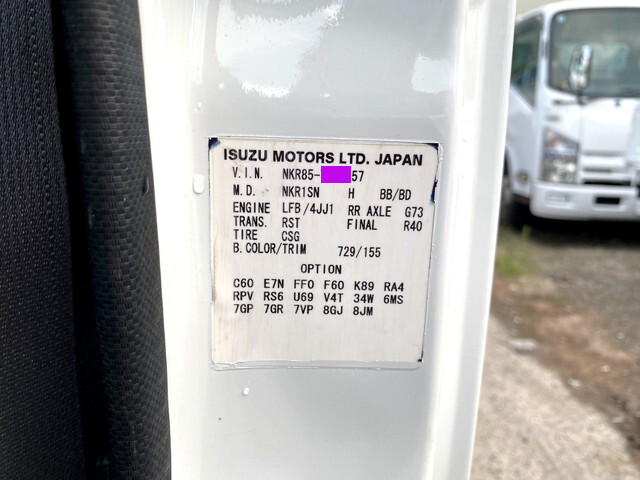 ISUZU MOTORS LTD. JAPAN
V.I.N. NKR85- 57
M.D. NKR1SN H BB/BD
ENGINE LFB/4JJ1 RR AXLE G73
TRANS. RST FINAL R40
TIRE CSG
B.COLOR/TRIM 729/155
OPTION
C60 E7N FF0 F60 K89 RA4
RPV RS6 U69 V4T 34W 6MS
7GP 7GR 7VP 8GJ 8JM